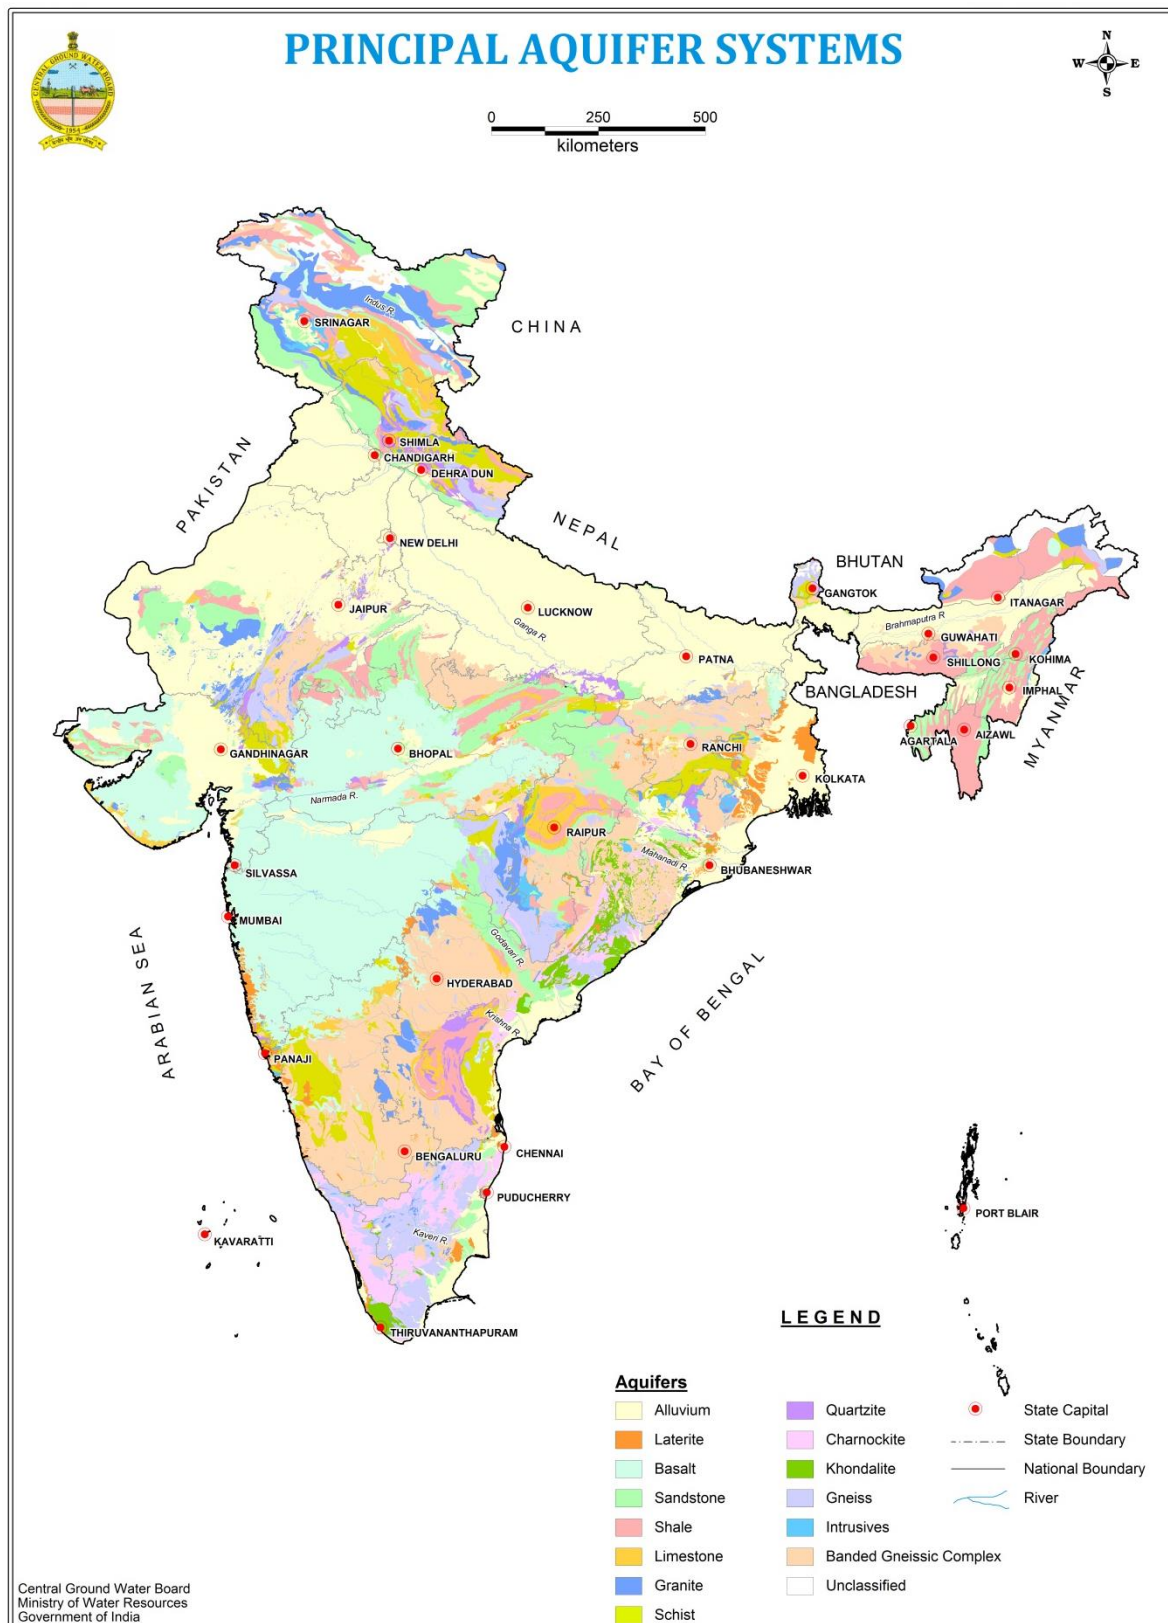 PRINCIPAL AQUIFER SYSTEMS
CENTRAL GROUND WATER BOARD
1954
N
W E
S
0 250 500
kilometers
Indus R.
SRINAGAR
CHINA
SHIMLA
CHANDIGARH
DEHRA DUN
PAKISTAN
NEPAL
NEW DELHI
BHUTAN
GANGTOK
ITANAGAR
JAIPUR
LUCKNOW
Ganga R.
Brahmaputra R
GUWAHATI
PATNA
SHILLONG
KOHIMA
BANGLADESH
IMPHAL
MYANMAR
AGARTALA
AIZAWL
GANDHINAGAR
BHOPAL
RANCHI
KOLKATA
Narmada R.
RAIPUR
Mahanadi R.
BHUBANESHWAR
SILVASSA
MUMBAI
Godavari R.
ARABIAN SEA
HYDERABAD
Krishna R.
BAY OF BENGAL
PANAJI
BENGALURU
CHENNAI
PUDUCHERRY
PORT BLAIR
KAVARATTI
Kaveri R.
THIRUVANANTHAPURAM
LEGEND
Aquifers
Alluvium
Laterite
Basalt
Sandstone
Shale
Limestone
Granite
Schist
Quartzite
Charnockite
Khondalite
Gneiss
Intrusives
Banded Gneissic Complex
Unclassified
State Capital
State Boundary
National Boundary
River
Central Ground Water Board
Ministry of Water Resources
Government of India